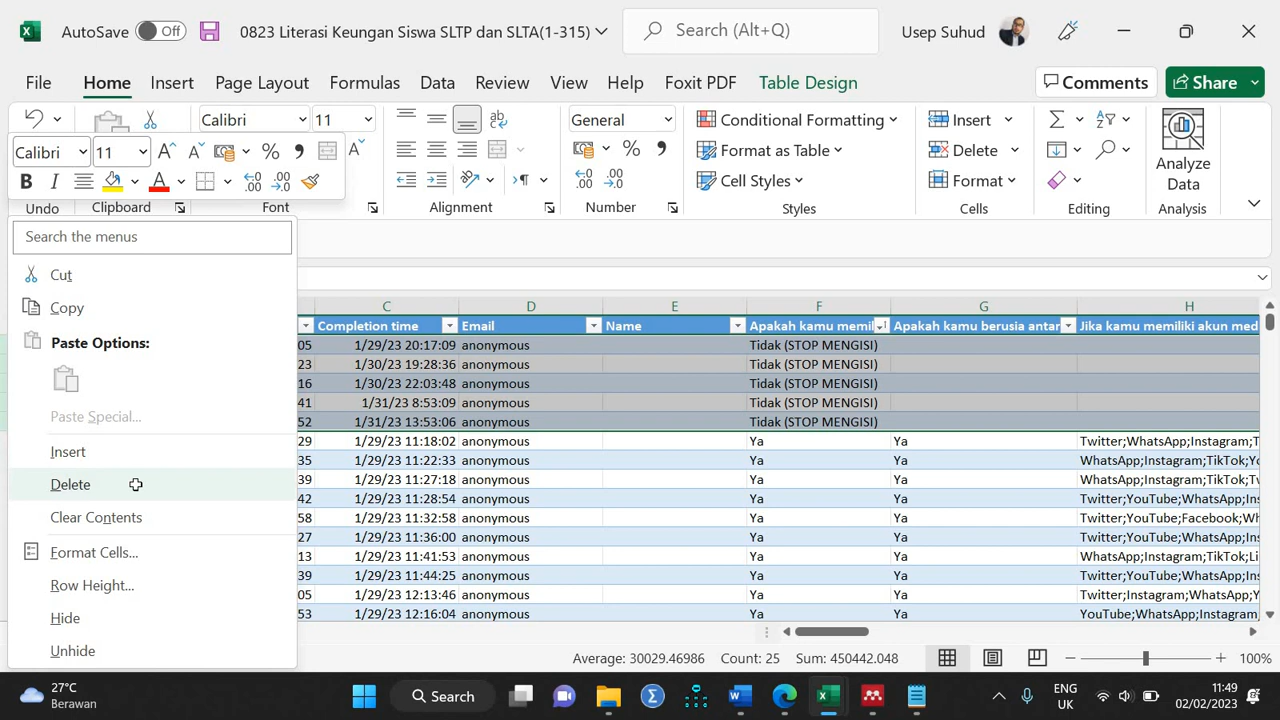 AutoSave Off 0823 Literasi Keungan Siswa SLTP dan SLTA(1-315) Search (Alt+Q) Usep Suhud
File Home Insert Page Layout Formulas Data Review View Help Foxit PDF Table Design Comments Share
Calibri 11 General Conditional Formatting Insert
Calibri 11 Format as Table Delete Analyze Data
Cell Styles Format
Undo Clipboard Font Alignment Number Styles Cells Editing Analysis
Search the menus
Cut
Copy
Paste Options:
Paste Special...
Insert
Delete
Clear Contents
Format Cells...
Row Height...
Hide
Unhide
C D E F G H
Completion time Email Name Apakah kamu memil Apakah kamu berusia antar Jika kamu memiliki akun med
05 1/29/23 20:17:09 anonymous Tidak (STOP MENGISI)
23 1/30/23 19:28:36 anonymous Tidak (STOP MENGISI)
16 1/30/23 22:03:48 anonymous Tidak (STOP MENGISI)
41 1/31/23 8:53:09 anonymous Tidak (STOP MENGISI)
52 1/31/23 13:53:06 anonymous Tidak (STOP MENGISI)
29 1/29/23 11:18:02 anonymous Ya Ya Twitter;WhatsApp;Instagram;T
35 1/29/23 11:22:33 anonymous Ya Ya WhatsApp;Instagram;TikTok;Yo
39 1/29/23 11:27:18 anonymous Ya Ya WhatsApp;Instagram;TikTok;Tv
42 1/29/23 11:28:54 anonymous Ya Ya Twitter;YouTube;WhatsApp;Ins
58 1/29/23 11:32:58 anonymous Ya Ya Twitter;YouTube;Facebook;Wh
27 1/29/23 11:36:00 anonymous Ya Ya Twitter;YouTube;WhatsApp;Ins
13 1/29/23 11:41:53 anonymous Ya Ya WhatsApp;Instagram;TikTok;Li
39 1/29/23 11:44:25 anonymous Ya Ya Twitter;YouTube;WhatsApp;Ins
05 1/29/23 12:13:46 anonymous Ya Ya Twitter;Instagram;WhatsApp;Y
53 1/29/23 12:16:04 anonymous Ya Ya YouTube;WhatsApp;Instagram;
Average: 30029.46986 Count: 25 Sum: 450442.048 100%
27°C
Berawan
Search
ENG
UK
11:49
02/02/2023